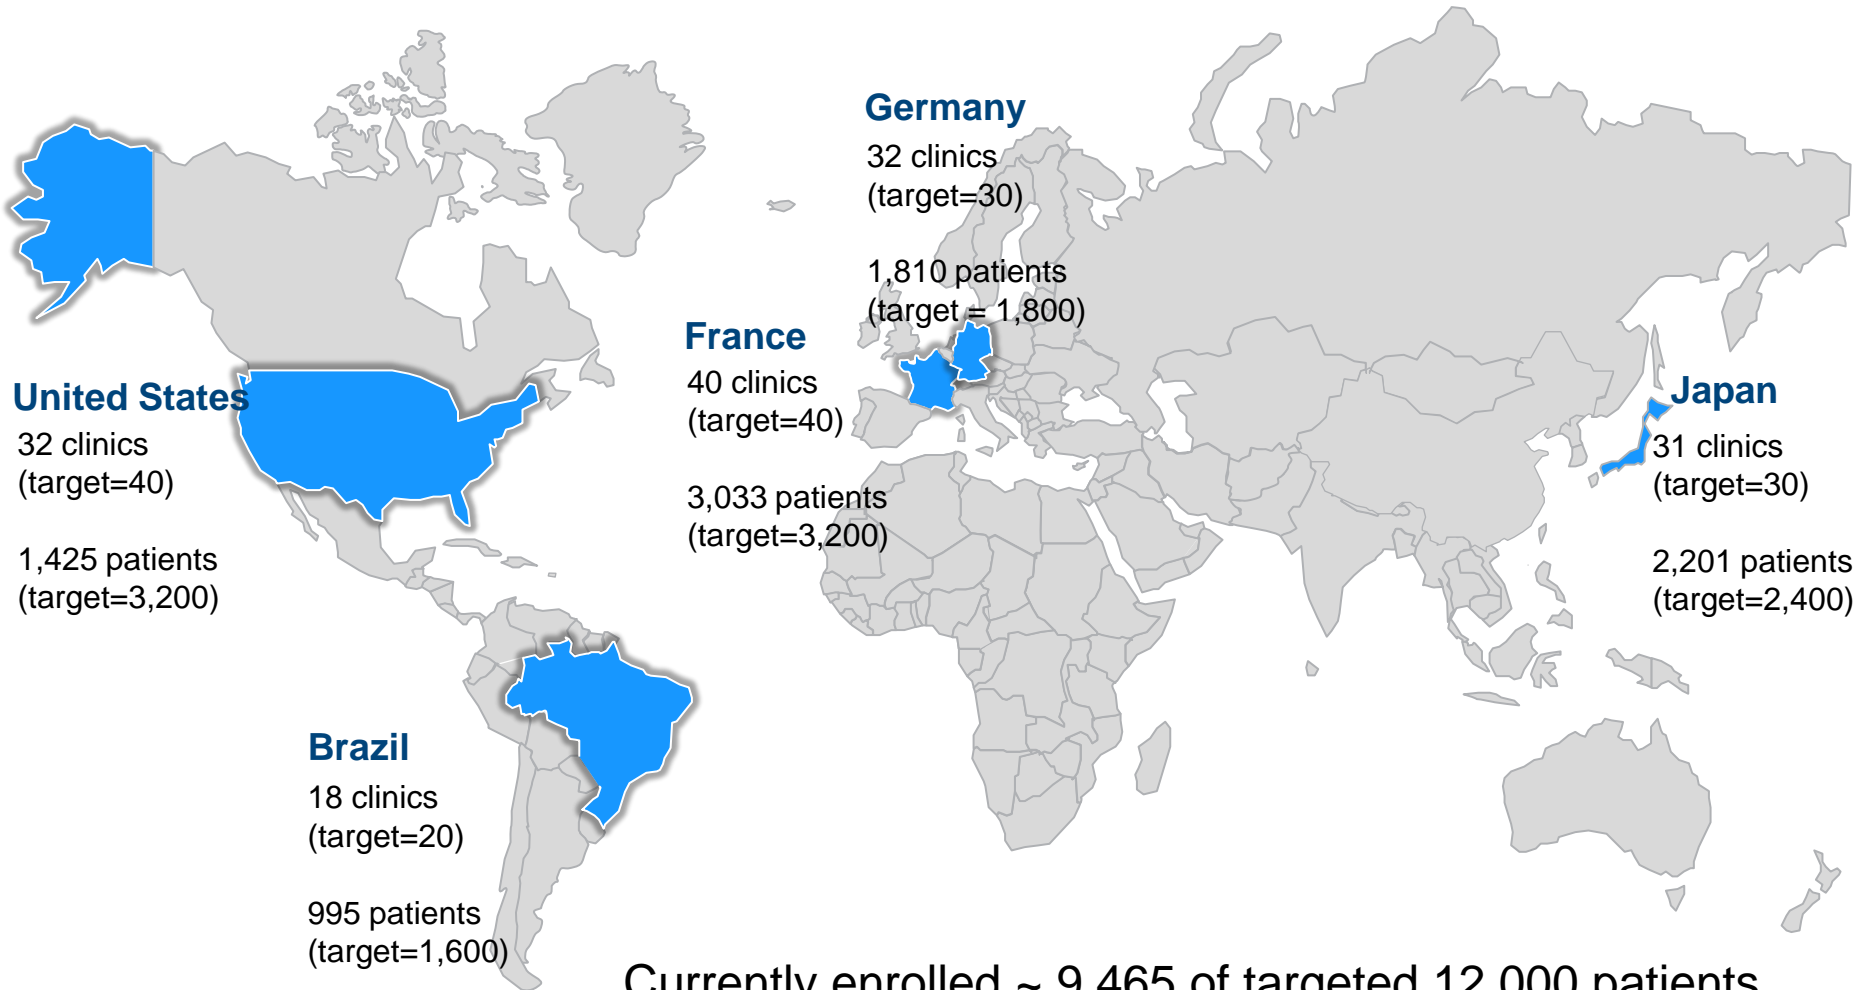 Germany
32 clinics
(target=30)
1,810 patients
(target = 1,800)
France
40 clinics
(target=40)
3,033 patients
(target=3,200)
United States
32 clinics
(target=40)
1,425 patients
(target=3,200)
Japan
31 clinics
(target=30)
2,201 patients
(target=2,400)
Brazil
18 clinics
(target=20)
995 patients
(target=1,600)
Currently enrolled ~ 9,465 of targeted 12,000 patients